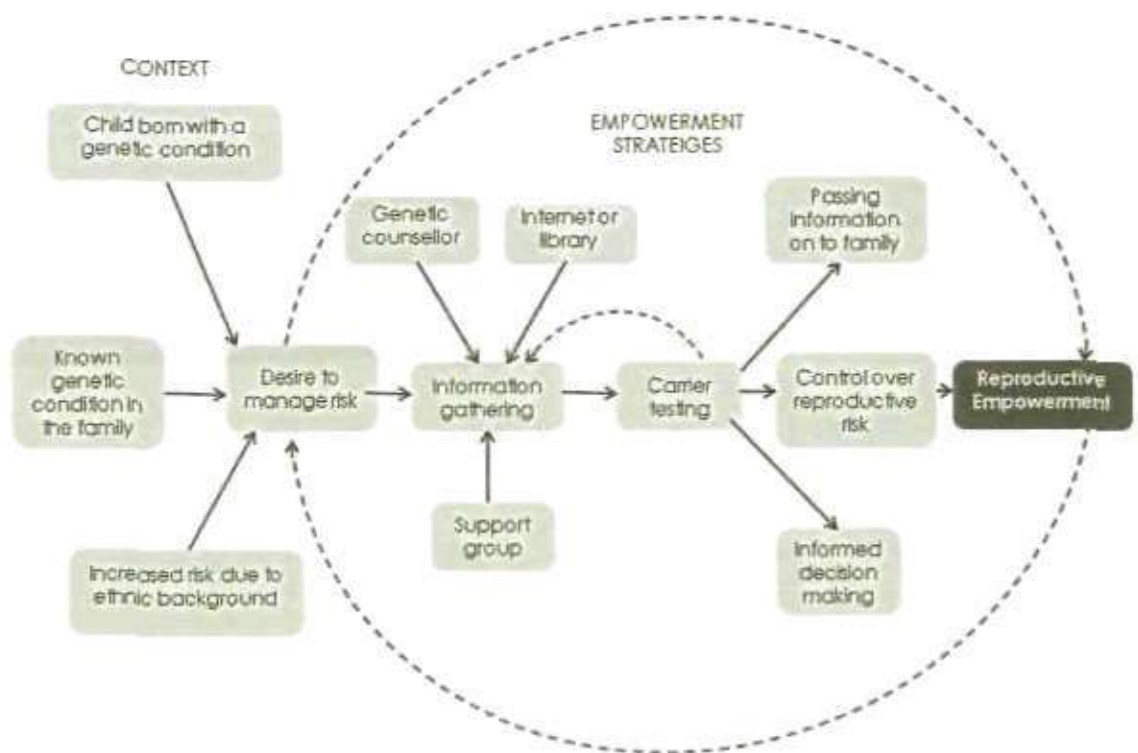 CONTEXT
Child born with a
genetic condition
EMPOWERMENT
STRATEIGES
Genetic
counsellor
Internet or
library
Passing
information
on to family
Known
genetic
condition in
the family
Desire to
manage risk
Information
gathering
Carrier
testing
Control over
reproductive
risk
Reproductive
Empowerment
Support
group
Increased risk due to
ethnic background
Informed
decision
making